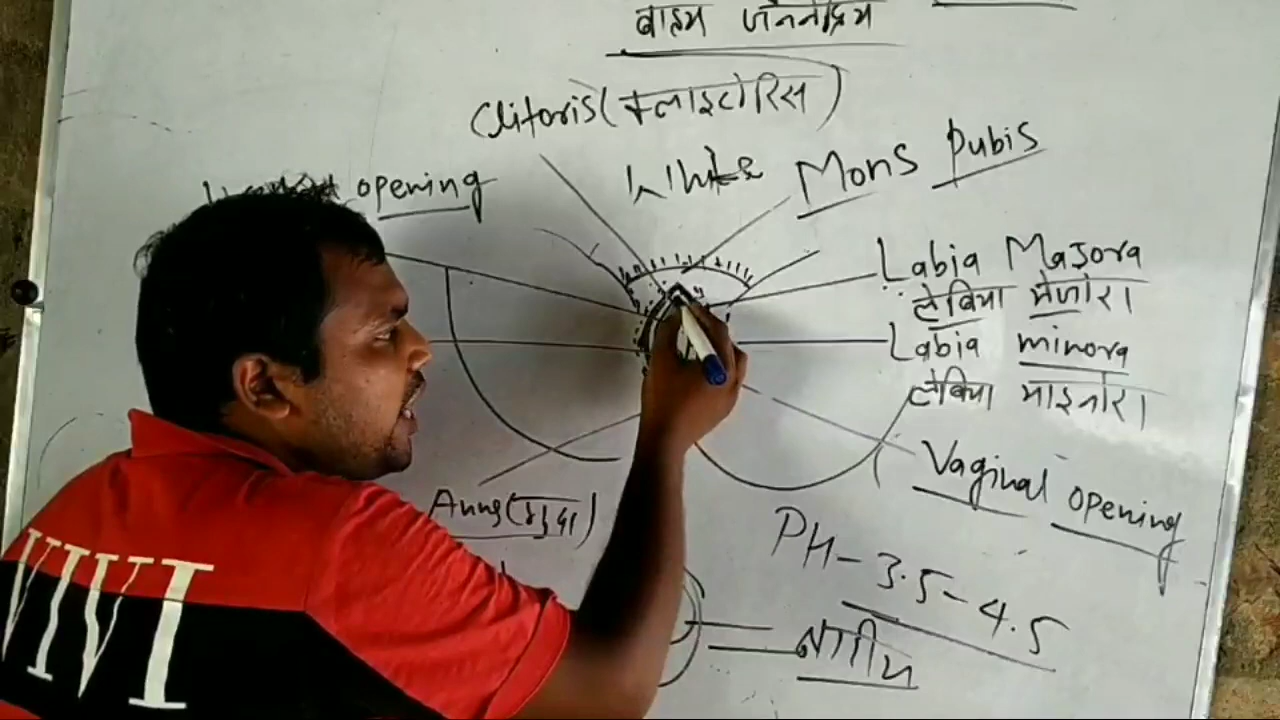 बाह्य जननेन्द्रिय
Clitoris (क्लाइटोरिस)
opening
White Mons Pubis
Labia Majora
लेबिया मेजोरा
Labia minora
लेबिया माइनोरा
Vaginal opening
Anus (गुदा)
PH-3.5-4.5
VIVI